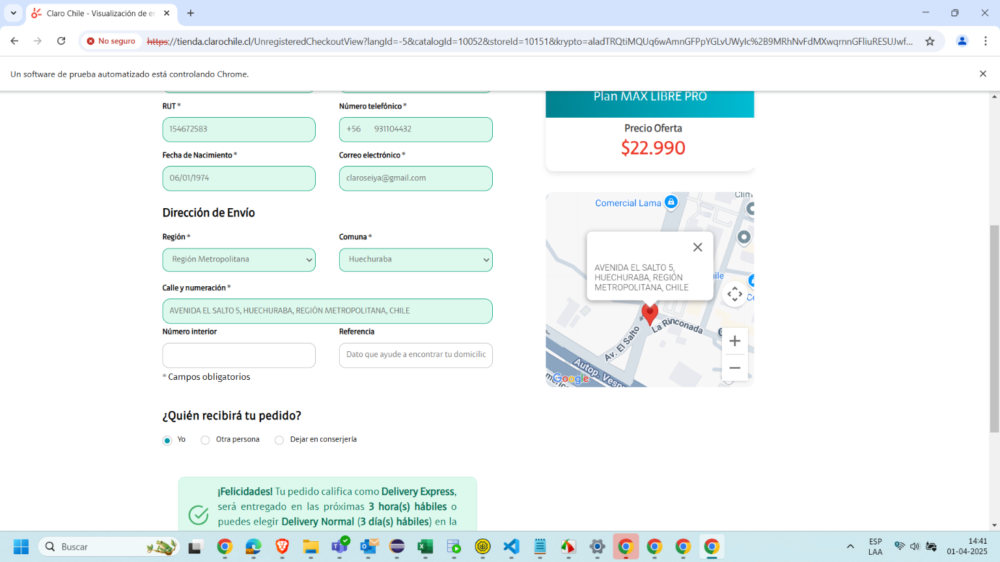 Claro Chile - Visualización de e
No seguro
https://tienda.clarochile.cl/UnregisteredCheckoutView?langId=-5&catalogId=10052&storeId=10151&krypto=aladTRQtiMQUq6wAmnGFPpYGLvUWyIc%2B9MRhNvFdMXwqrnnGFliuRESUJwf...
Un software de prueba automatizado está controlando Chrome.
RUT *
Número telefónico *
154672583
+56 931104432
Fecha de Nacimiento *
Correo electrónico *
06/01/1974
claroseiya@gmail.com
Dirección de Envío
Región *
Comuna *
Región Metropolitana
Huechuraba
Calle y numeración *
AVENIDA EL SALTO 5, HUECHURABA, REGIÓN METROPOLITANA, CHILE
Número interior
Referencia
Dato que ayude a encontrar tu domicilic
* Campos obligatorios
¿Quién recibirá tu pedido?
Yo
Otra persona
Dejar en conserjería
¡Felicidades! Tu pedido califica como Delivery Express,
será entregado en las próximas 3 hora(s) hábiles o
puedes elegir Delivery Normal (3 día(s) hábiles) en la
Plan MAX LIBRE PRO
Precio Oferta
$22.990
Clim
Comercial Lama
AVENIDA EL SALTO 5,
HUECHURABA, REGIÓN
METROPOLITANA, CHILE
ile
Ce
La Rinconada
Av. El Salto
Autop. Vespu
Google
Buscar
ESP
LAA
14:41
01-04-2025